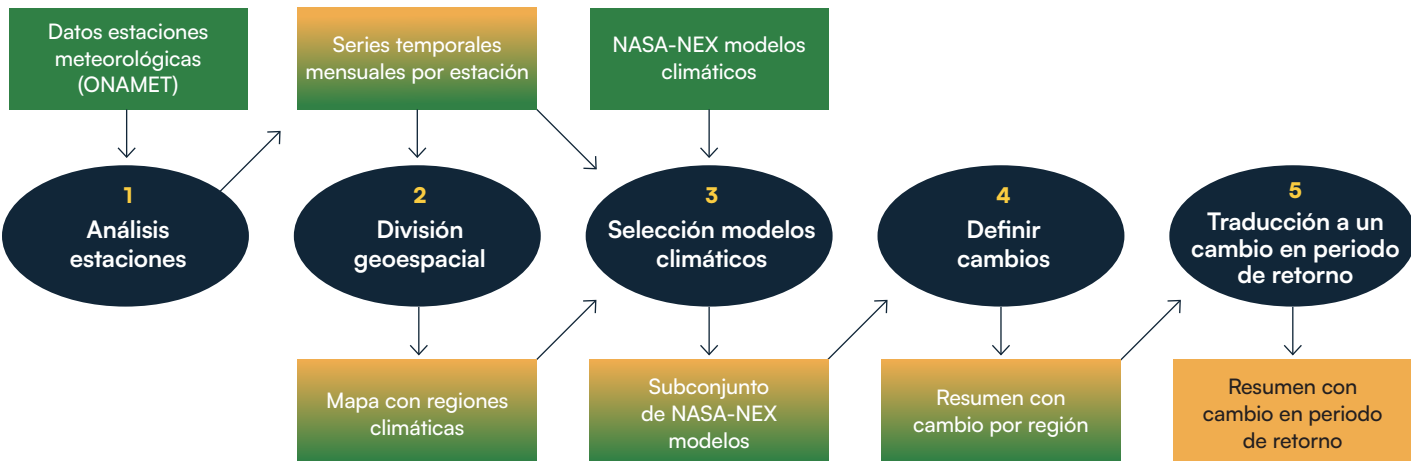 Datos estaciones
meteorológicas
(ONAMET)
Series temporales
mensuales por estación
NASA-NEX modelos
climáticos
1
Análisis
estaciones
2
División
geoespacial
3
Selección modelos
climáticos
4
Definir
cambios
5
Traducción a un
cambio en periodo
de retorno
Mapa con regiones
climáticas
Subconjunto
de NASA-NEX
modelos
Resumen con
cambio por región
Resumen con
cambio en periodo
de retorno